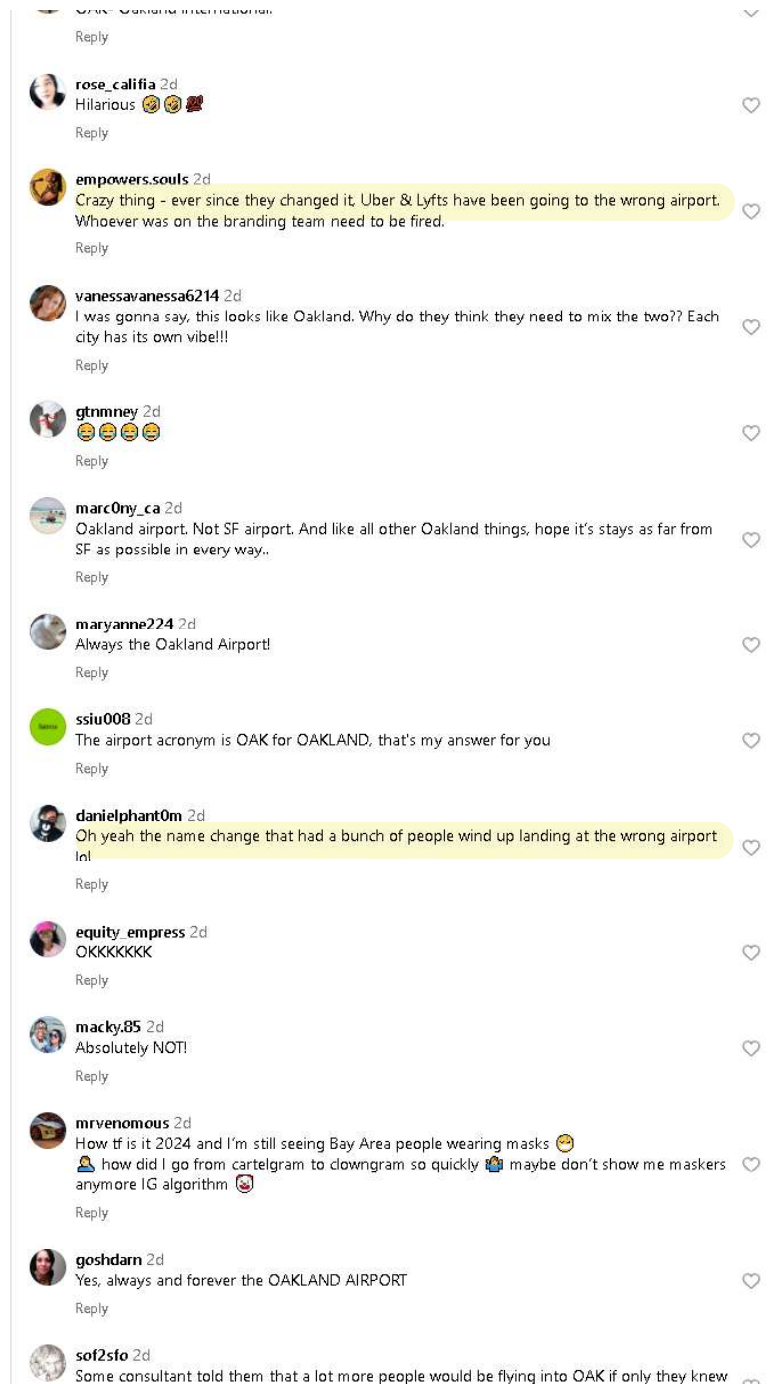 OAK- Oakland International.
Reply
rose_califia 2d
Hilarious 🤣🤣👹
Reply
empowers.souls 2d
Crazy thing - ever since they changed it, Uber & Lyfts have been going to the wrong airport.
Whoever was on the branding team need to be fired.
Reply
vanessavanessa6214 2d
I was gonna say, this looks like Oakland. Why do they think they need to mix the two?? Each
city has its own vibe!!!
Reply
gtnmney 2d
😂😂😂😂
Reply
marc0ny_ca 2d
Oakland airport. Not SF airport. And like all other Oakland things, hope it's stays as far from
SF as possible in every way..
Reply
maryanne224 2d
Always the Oakland Airport!
Reply
ssiu008 2d
The airport acronym is OAK for OAKLAND, that's my answer for you
Reply
danielphant0m 2d
Oh yeah the name change that had a bunch of people wind up landing at the wrong airport
lol
Reply
equity_empress 2d
OKKKKKKK
Reply
macky.85 2d
Absolutely NOT!
Reply
mrvenomous 2d
How tf is it 2024 and I'm still seeing Bay Area people wearing masks 😷
🤦 how did I go from cartelgram to clowngram so quickly 🤷 maybe don't show me maskers
anymore IG algorithm 🤡
Reply
goshdarn 2d
Yes, always and forever the OAKLAND AIRPORT
Reply
sof2sfo 2d
Some consultant told them that a lot more people would be flying into OAK if only they knew